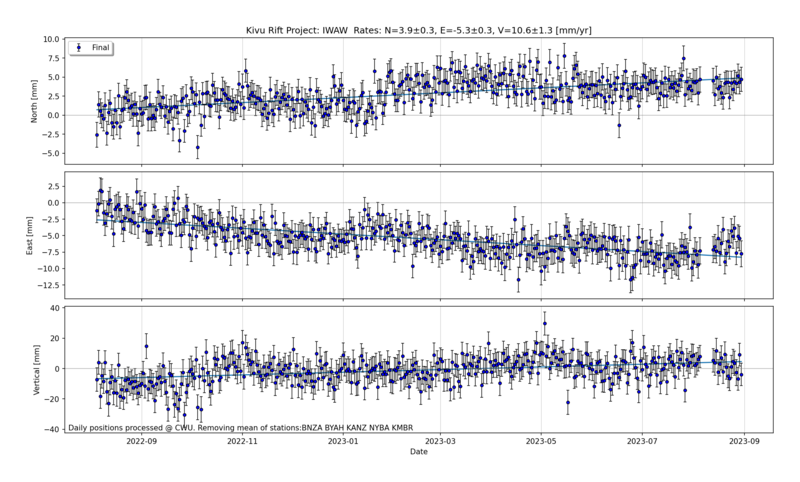 Kivu Rift Project: IWAW  Rates: N=3.9±0.3, E=-5.3±0.3, V=10.6±1.3 [mm/yr]
Final
North [mm]
10.0
7.5
5.0
2.5
0.0
−2.5
−5.0
East [mm]
2.5
0.0
−2.5
−5.0
−7.5
−10.0
−12.5
Vertical [mm]
40
20
0
−20
−40
Daily positions processed @ CWU. Removing mean of stations:BNZA BYAH KANZ NYBA KMBR
2022-09 2022-11 2023-01 2023-03 2023-05 2023-07 2023-09
Date